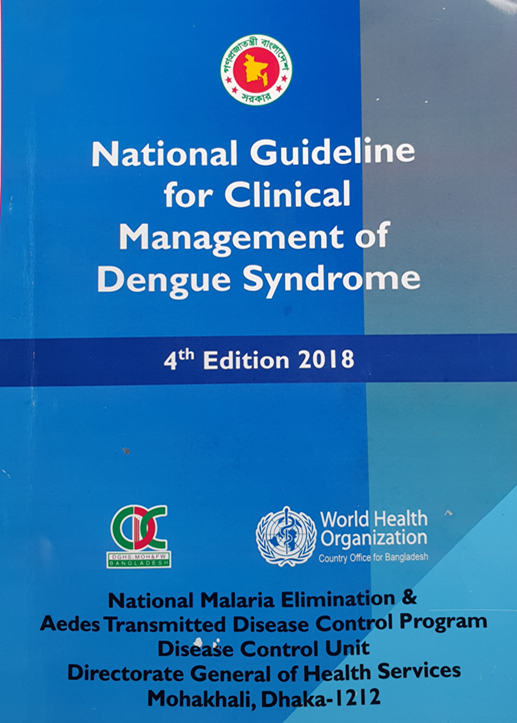 গণপ্রজাতন্ত্রী বাংলাদেশ
সরকার
National Guideline
for Clinical
Management of
Dengue Syndrome
4th Edition 2018
CDC
DGHS, MOH&FW
BANGLADESH
World Health
Organization
Country Office for Bangladesh
National Malaria Elimination &
Aedes Transmitted Disease Control Program
Disease Control Unit
Directorate General of Health Services
Mohakhali, Dhaka-1212